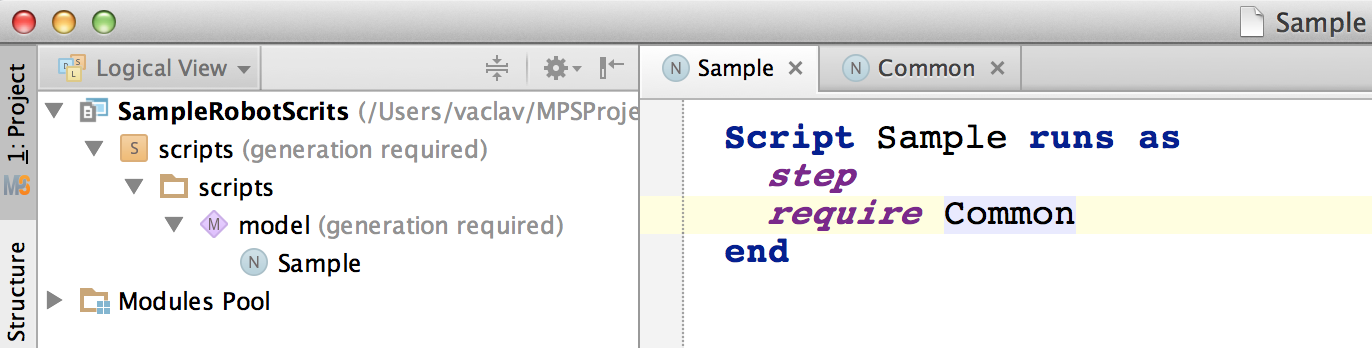 Sample
1: Project
Structure
Logical View
SampleRobotScrits (/Users/vaclav/MPSProje
S scripts (generation required)
scripts
M model (generation required)
N Sample
Modules Pool
N Sample
N Common
Script Sample runs as
step
require Common
end